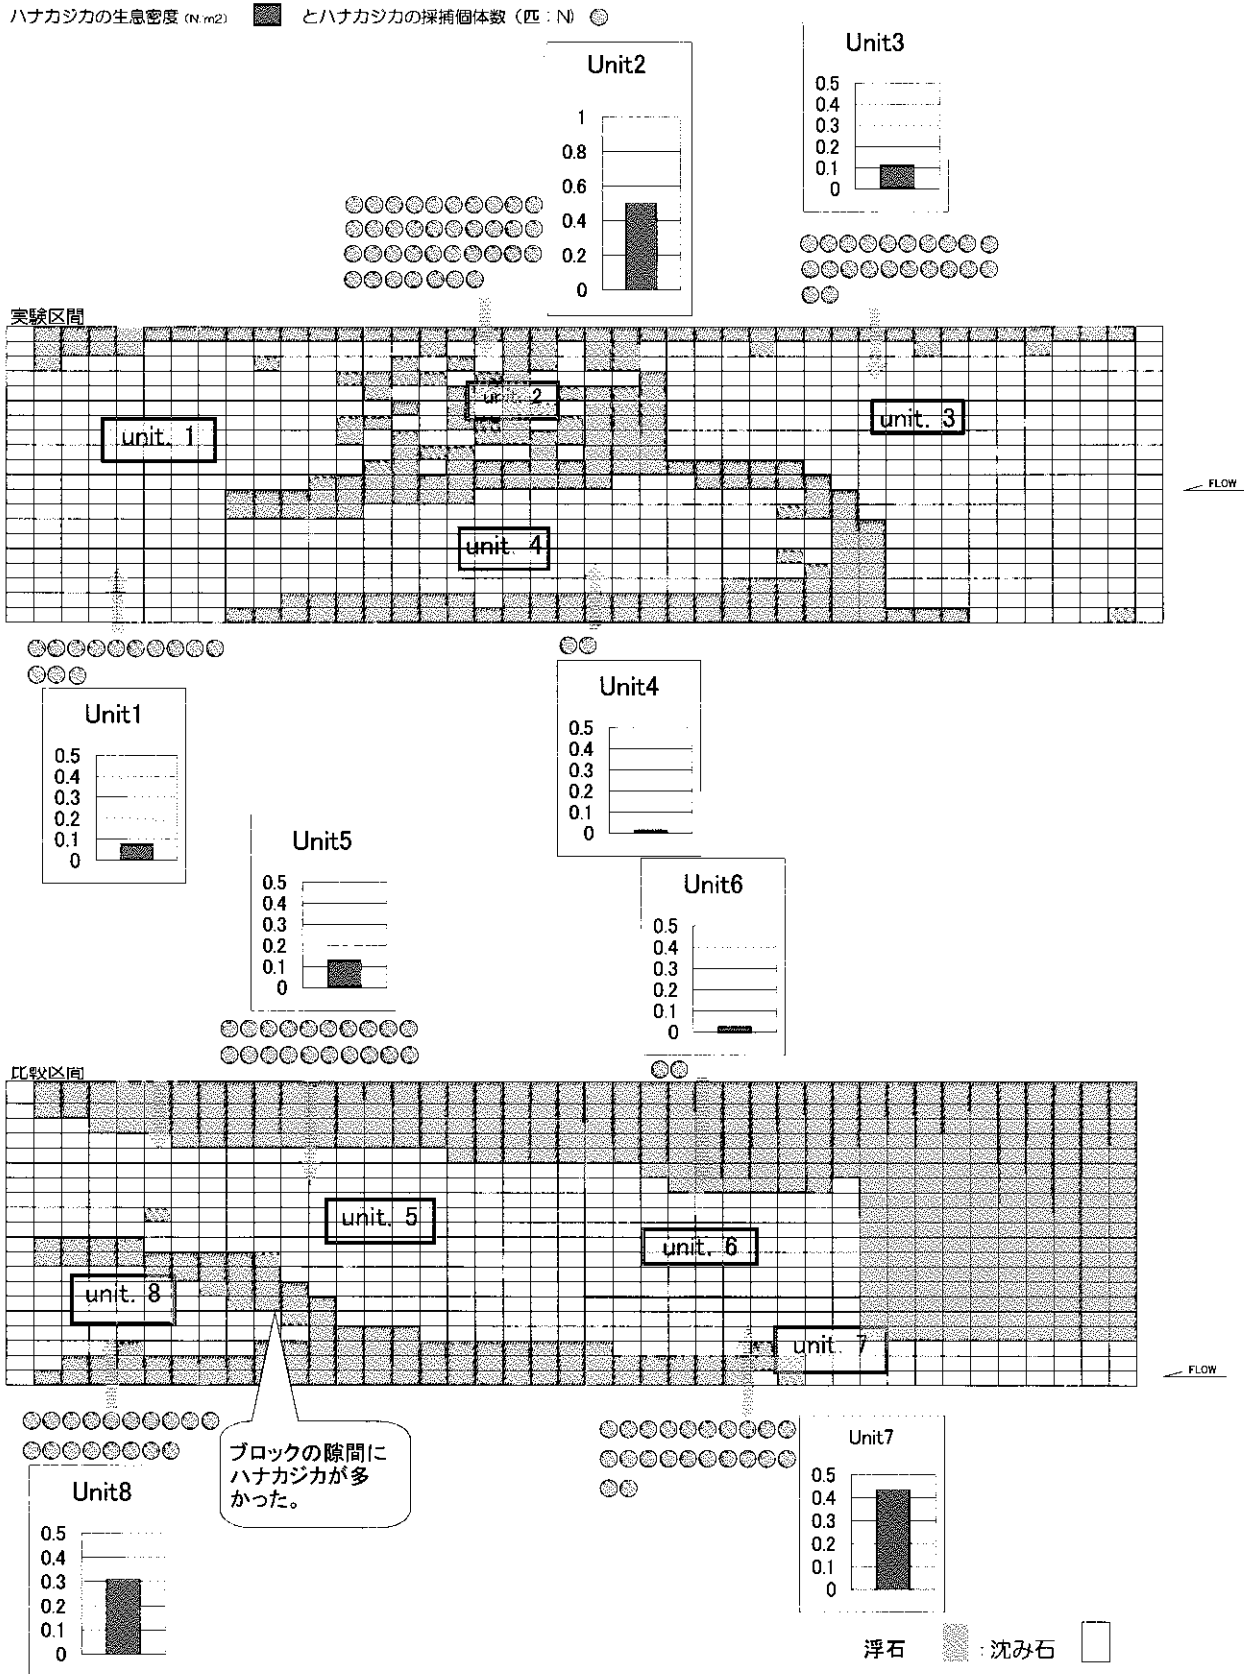 ハナカジカの生息密度（N/m2） とハナカジカの採捕個体数（匹：N）
Unit2
1
0.8
0.6
0.4
0.2
0
Unit3
0.5
0.4
0.3
0.2
0.1
0
実験区間
unit. 1
unit. 2
unit. 3
unit. 4
FLOW
Unit1
0.5
0.4
0.3
0.2
0.1
0
Unit4
0.5
0.4
0.3
0.2
0.1
0
Unit5
0.5
0.4
0.3
0.2
0.1
0
Unit6
0.5
0.4
0.3
0.2
0.1
0
比較区間
unit. 5
unit. 6
unit. 8
unit. 7
FLOW
ブロックの隙間に
ハナカジカが多
かった。
Unit8
0.5
0.4
0.3
0.2
0.1
0
Unit7
0.5
0.4
0.3
0.2
0.1
0
浮石 ：沈み石